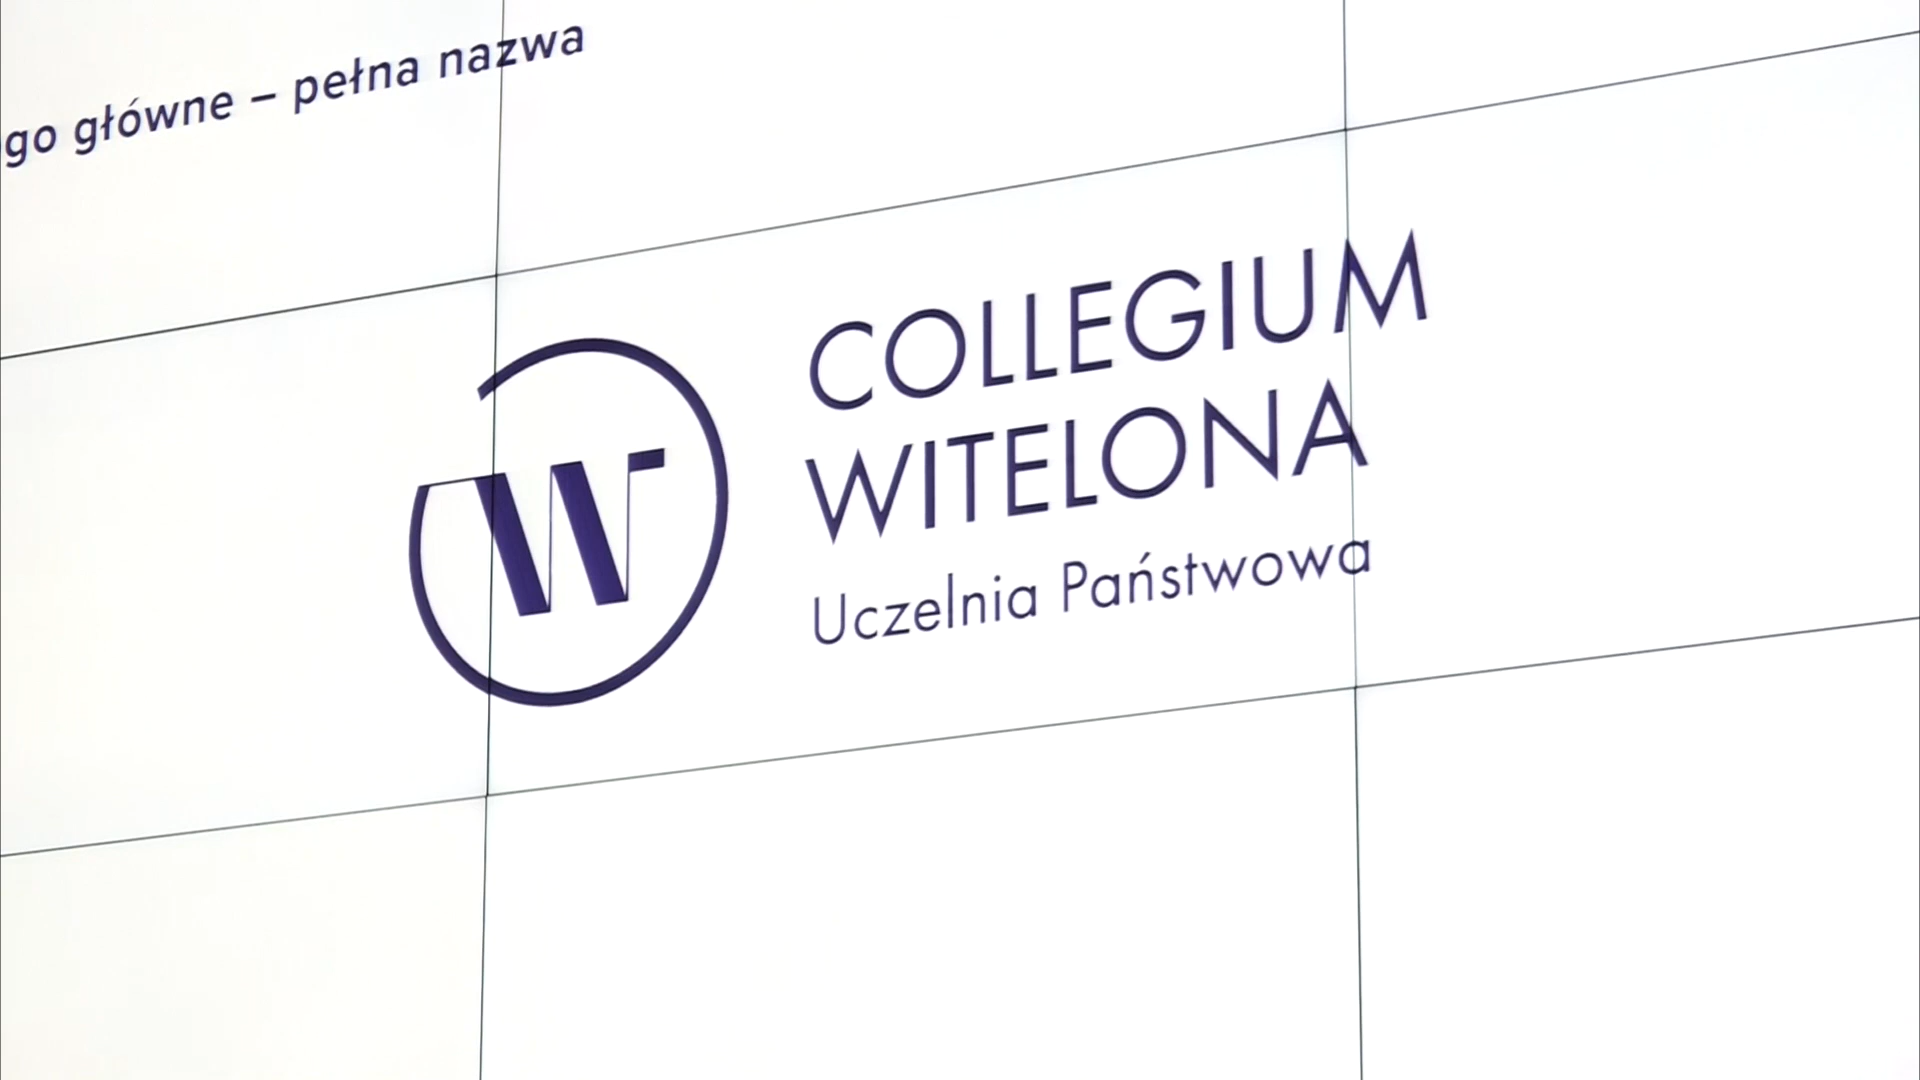 go główne – pełna nazwa
W
COLLEGIUM
WITELONA
Uczelnia Państwowa